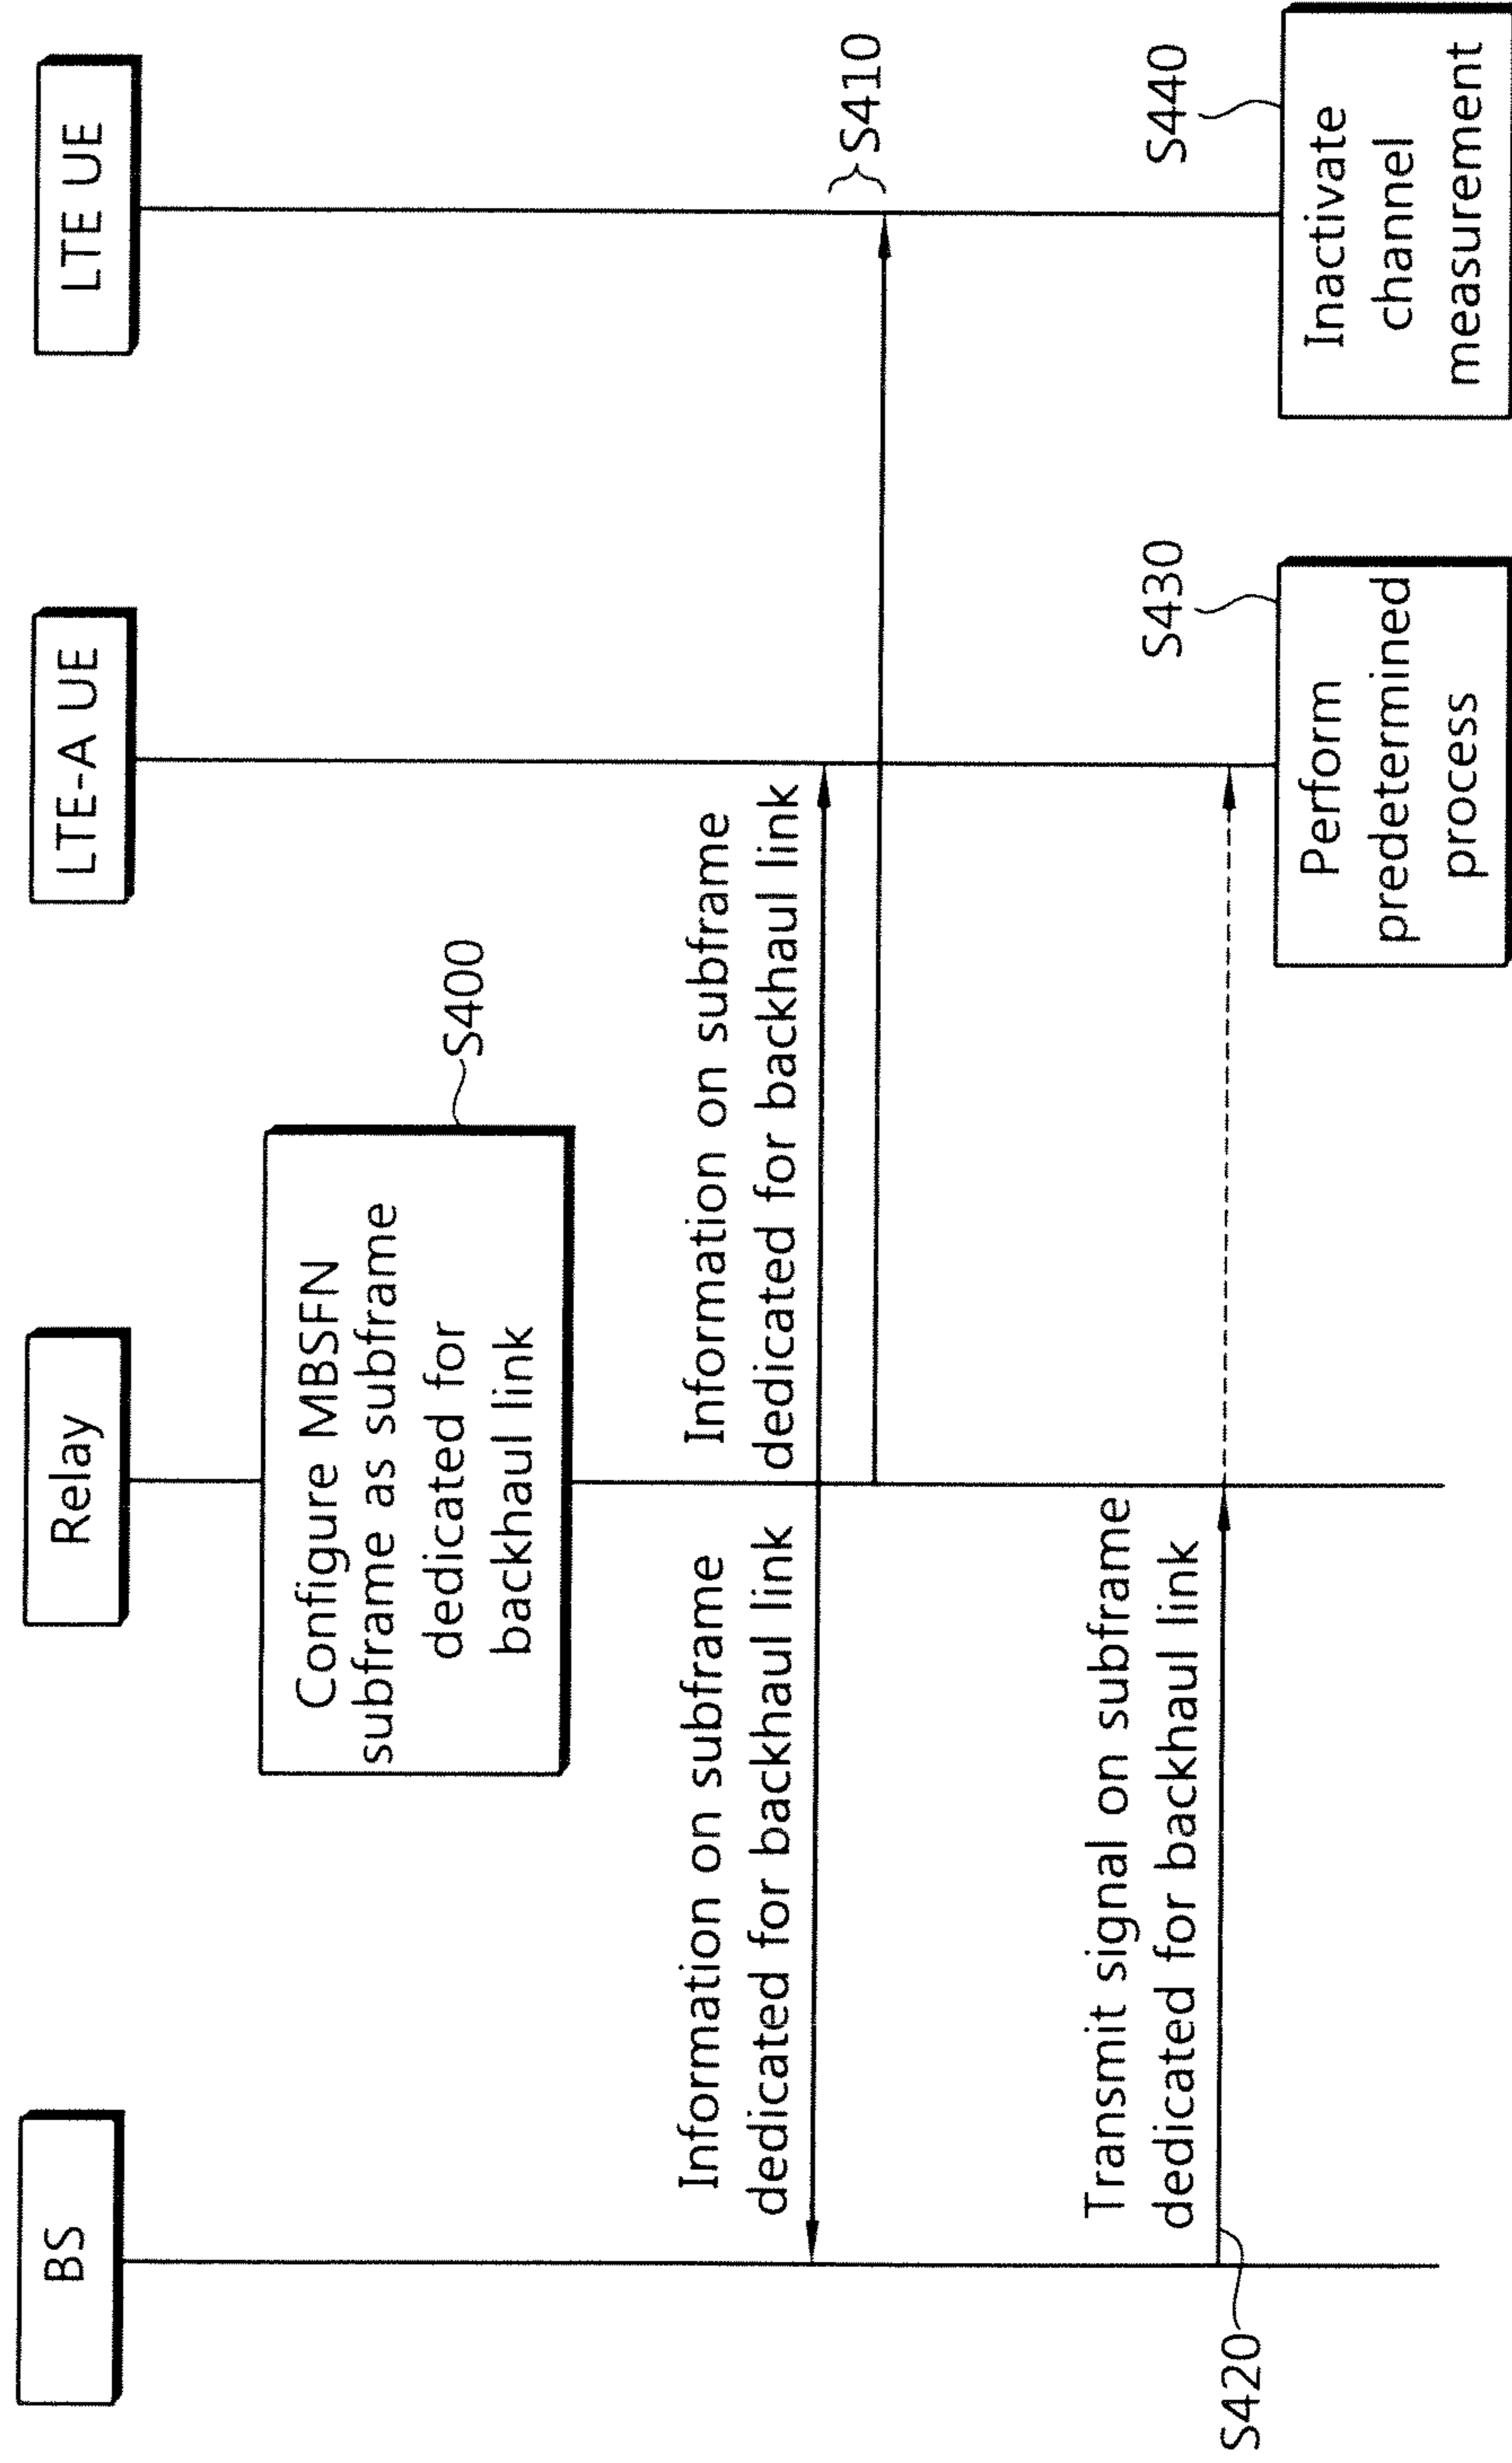 BS
Relay
LTE-A UE
LTE UE
Configure MBSFN
subframe as subframe
dedicated for
backhaul link
S400
Information on subframe
dedicated for backhaul link
Information on subframe
dedicated for backhaul link
S410
Transmit signal on subframe
dedicated for backhaul link
S420
S430
Perform
predetermined
process
S440
Inactivate
channel
measurement